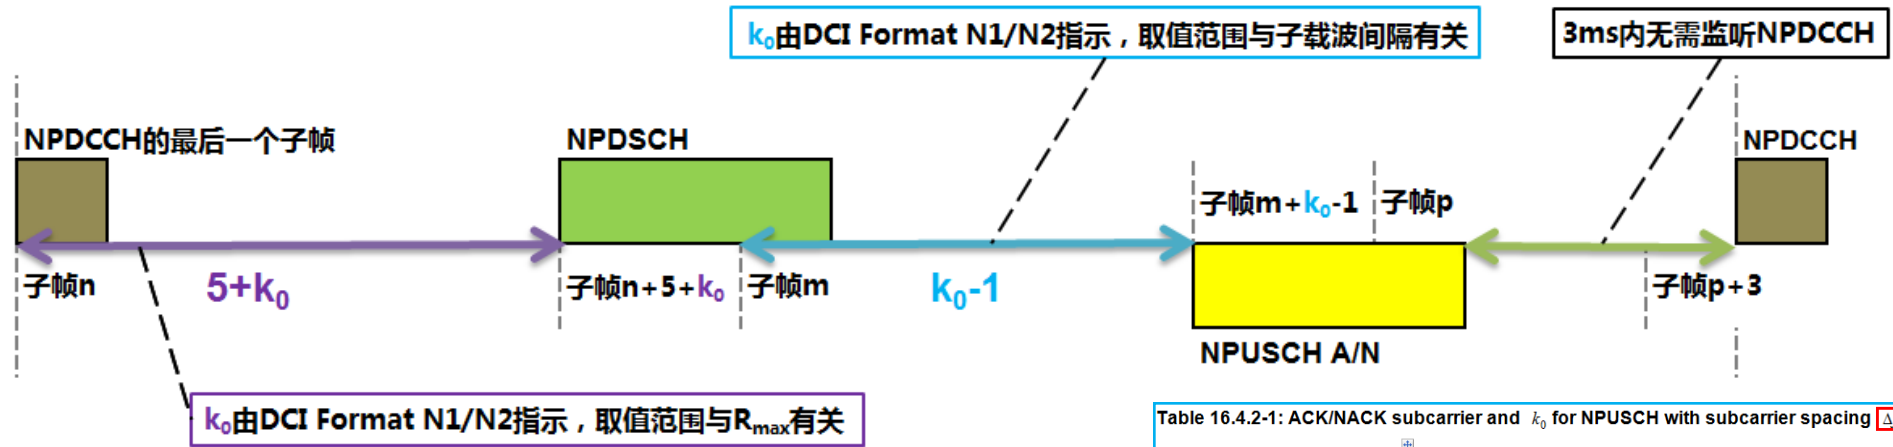 k₀由DCI Format N1/N2指示，取值范围与子载波间隔有关
3ms内无需监听NPDCCH
NPDCCH的最后一个子帧
NPDSCH
NPDCCH
子帧m+k₀-1
子帧p
子帧n
5+k₀
子帧n+5+k₀
子帧m
k₀-1
子帧p+3
NPUSCH A/N
k₀由DCI Format N1/N2指示，取值范围与Rmax有关
Table 16.4.2-1: ACK/NACK subcarrier and k₀ for NPUSCH with subcarrier spacing Δ